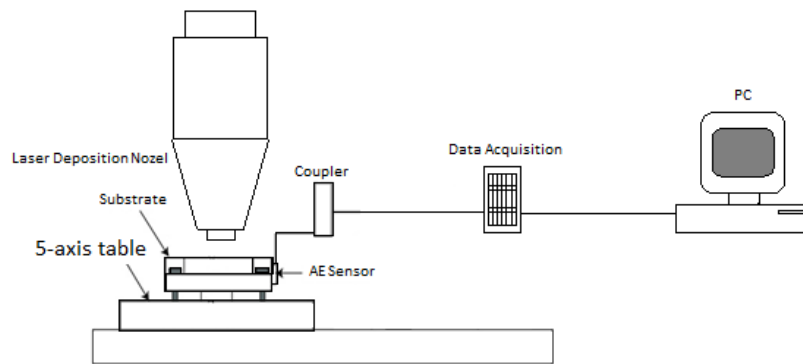 PC
Data Acquisition
Laser Deposition Nozel
Coupler
Substrate
5-axis table
AE Sensor